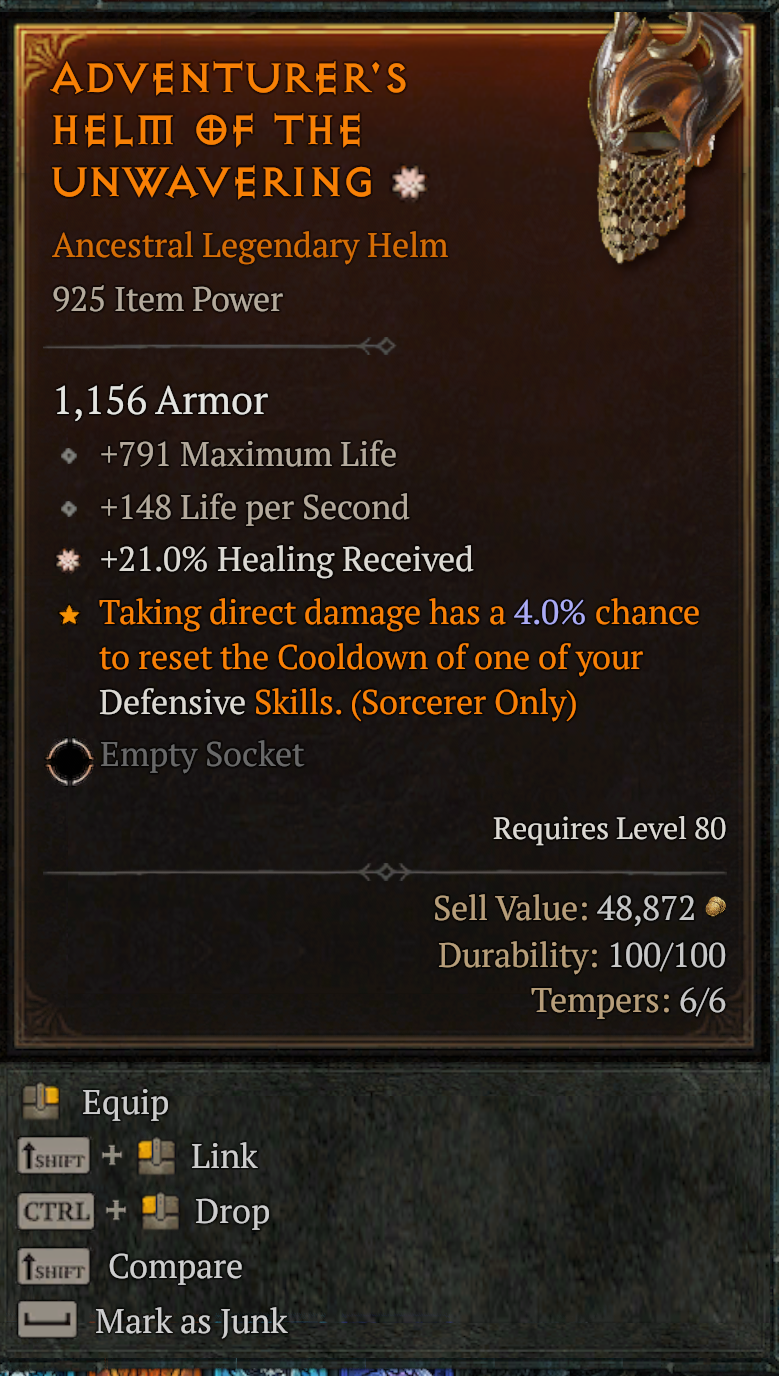 ADVENTURER'S
HELM OF THE
UNWAVERING
Ancestral Legendary Helm
925 Item Power
1,156 Armor
+791 Maximum Life
+148 Life per Second
+21.0% Healing Received
Taking direct damage has a 4.0% chance
to reset the Cooldown of one of your
Defensive Skills. (Sorcerer Only)
Empty Socket
Requires Level 80
Sell Value: 48,872
Durability: 100/100
Tempers: 6/6
Equip
SHIFT + Link
CTRL + Drop
SHIFT Compare
Mark as Junk